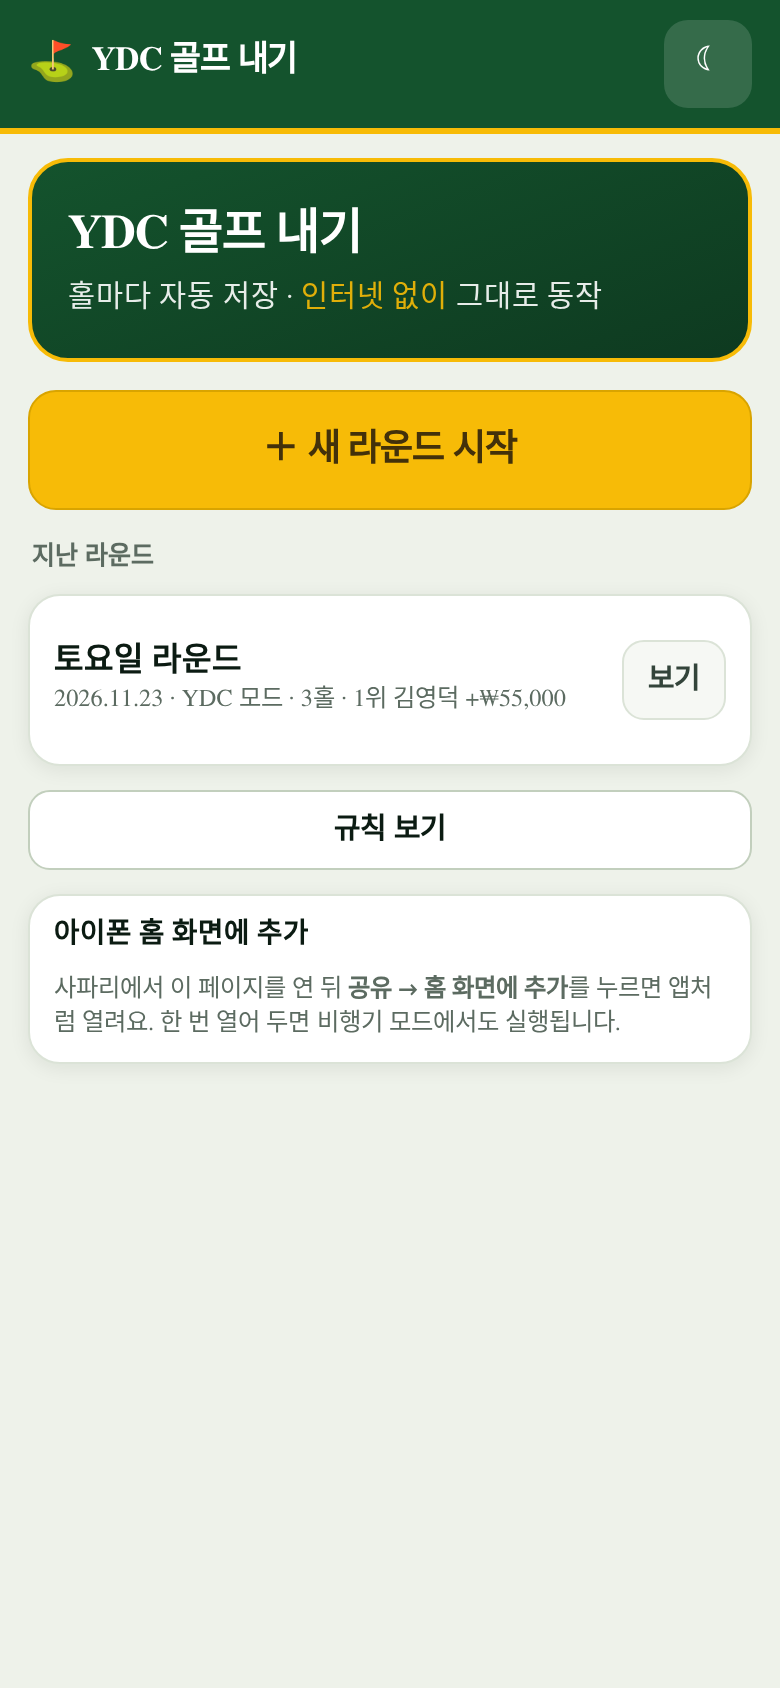 YDC 골프 내기
YDC 골프 내기
홀마다 자동 저장 · 인터넷 없이 그대로 동작
＋ 새 라운드 시작
지난 라운드
토요일 라운드
2026.11.23 · YDC 모드 · 3홀 · 1위 김영덕 +₩55,000
보기
규칙 보기
아이폰 홈 화면에 추가
사파리에서 이 페이지를 연 뒤 공유 → 홈 화면에 추가를 누르면 앱처
럼 열려요. 한 번 열어 두면 비행기 모드에서도 실행됩니다.